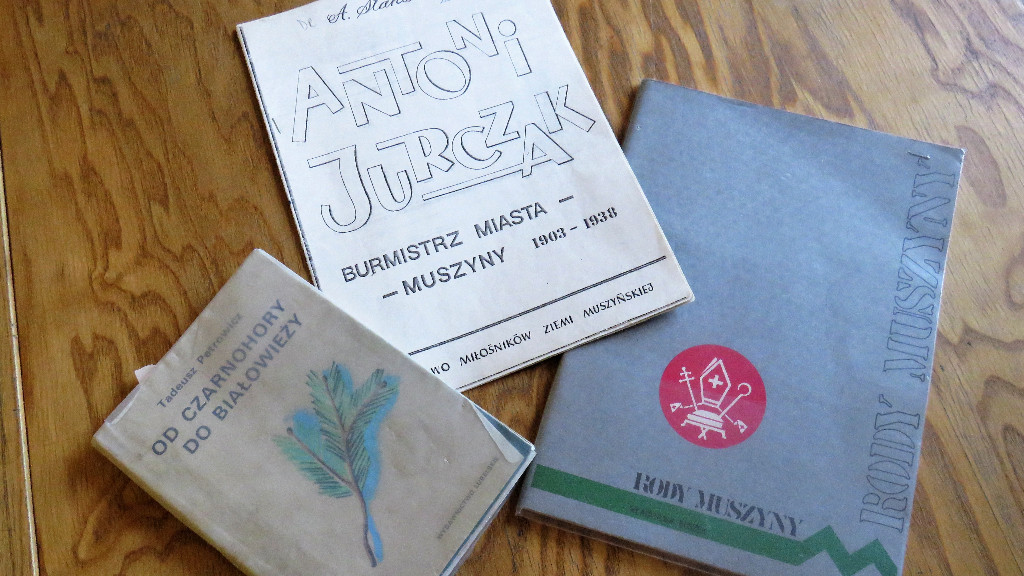 A.
ANTONI
JURCZAK
BURMISTRZ MIASTA –
– MUSZYNY 1903 – 1938
MIŁOŚNIKÓW ZIEMI MUSZYŃSKIEJ
Tadeusz Petrowicz
OD CZARNOHORY
DO BIAŁOWIEŻY
RODY MUSZYNY
RODY MUSZYNY